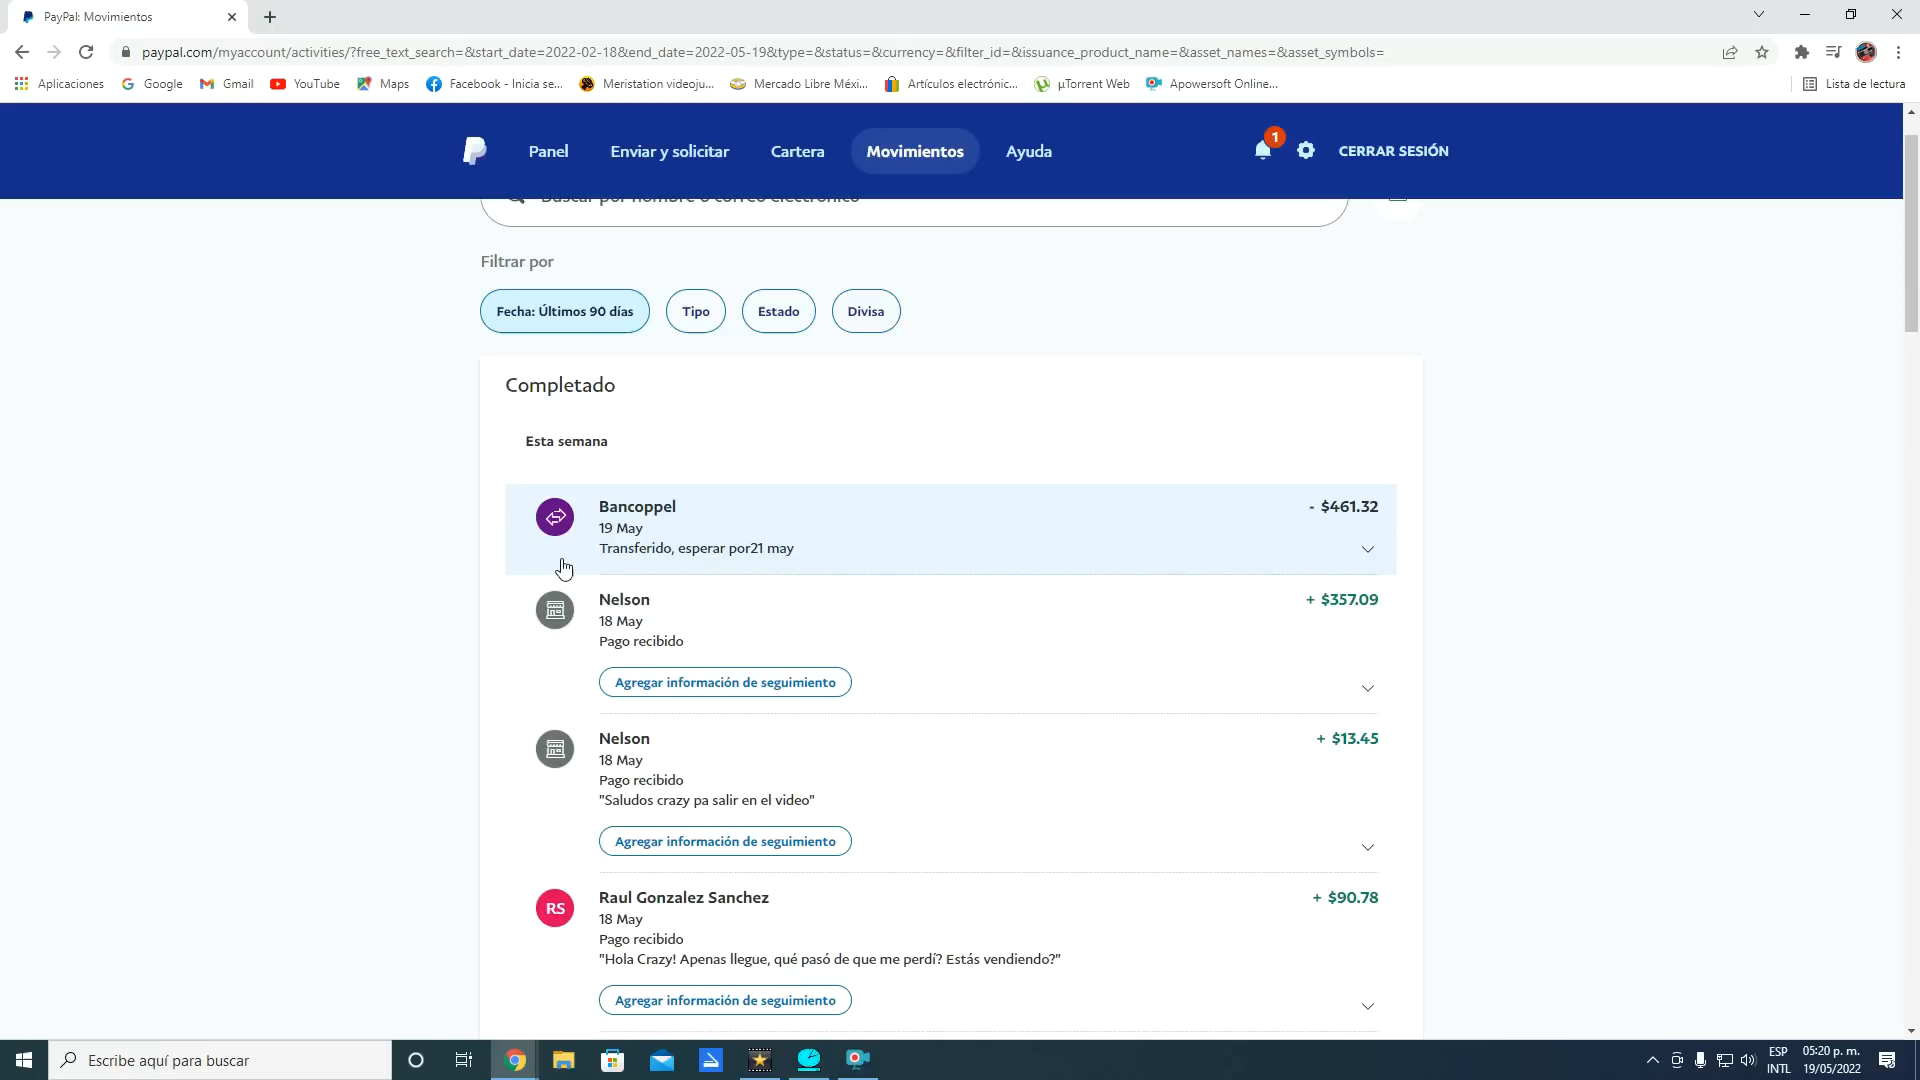 PayPal: Movimientos
paypal.com/myaccount/activities/?free_text_search=&start_date=2022-02-18&end_date=2022-05-19&type=&status=&currency=&filter_id=&issuance_product_name=&asset_names=&asset_symbols=
Aplicaciones Google Gmail YouTube Maps Facebook - Inicia se... Meristation videoju... Mercado Libre Méxi... Artículos electrónic... µTorrent Web Apowersoft Online... Lista de lectura
Panel Enviar y solicitar Cartera Movimientos Ayuda 1 CERRAR SESIÓN
Buscar por nombre o correo electrónico
Filtrar por
Fecha: Últimos 90 días Tipo Estado Divisa
Completado
Esta semana
Bancoppel - $461.32
19 May
Transferido, esperar por21 may
Nelson + $357.09
18 May
Pago recibido
Agregar información de seguimiento
Nelson + $13.45
18 May
Pago recibido
"Saludos crazy pa salir en el video"
Agregar información de seguimiento
RS Raul Gonzalez Sanchez + $90.78
18 May
Pago recibido
"Hola Crazy! Apenas llegue, qué pasó de que me perdí? Estás vendiendo?"
Agregar información de seguimiento
Escribe aquí para buscar
ESP 05:20 p. m.
INTL 19/05/2022